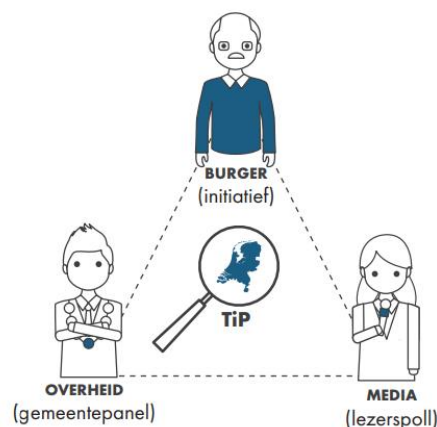 BURGER
(initiatief)
TiP
OVERHEID
(gemeentepanel)
MEDIA
(lezerspoll)